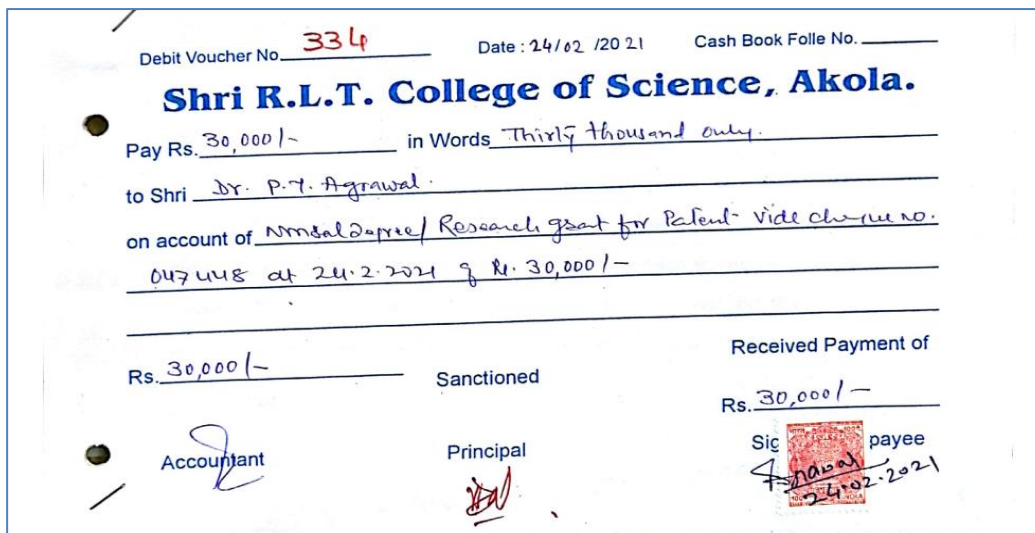 Debit Voucher No. 334 Date : 24/02 /2021 Cash Book Folle No.
Shri R.L.T. College of Science, Akola.
Pay Rs. 30,000/- in Words Thirty thousand only.
to Shri Dr. P.Y. Agrawal.
on account of Research grant for Patent vide cheque no.
047448 at 24.2.2021 of Rs. 30,000/-
Received Payment of
Rs. 30,000/- Sanctioned
Rs. 30,000/-
Accountant Principal Sig payee
24.02.2021